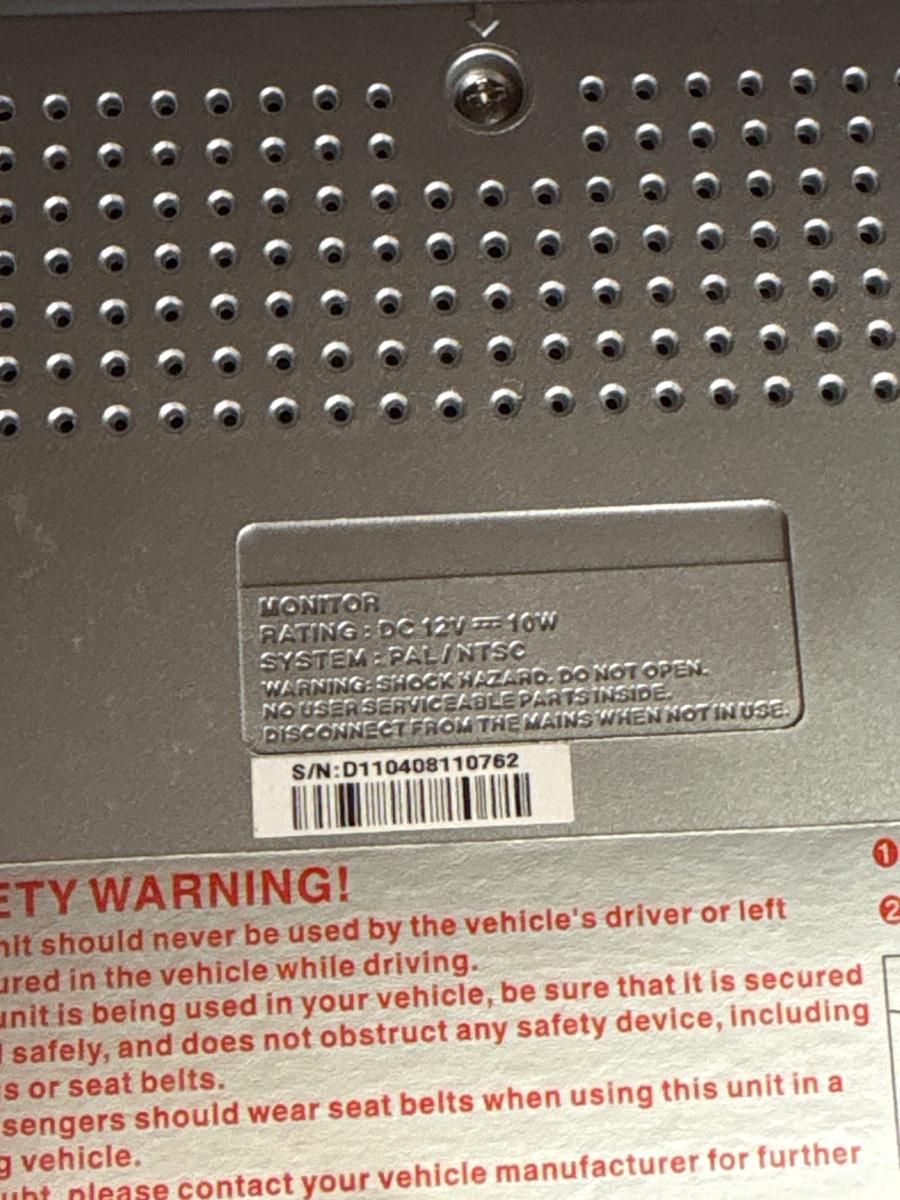 MONITOR
RATING : DC 12V ⎓ 10W
SYSTEM : PAL / NTSC
WARNING: SHOCK HAZARD. DO NOT OPEN.
NO USER SERVICEABLE PARTS INSIDE.
DISCONNECT FROM THE MAINS WHEN NOT IN USE.
S/N:D110408110762
ETY WARNING!
nit should never be used by the vehicle's driver or left
ured in the vehicle while driving.
unit is being used in your vehicle, be sure that it is secured
safely, and does not obstruct any safety device, including
s or seat belts.
sengers should wear seat belts when using this unit in a
g vehicle.
ubt, please contact your vehicle manufacturer for further
1
2